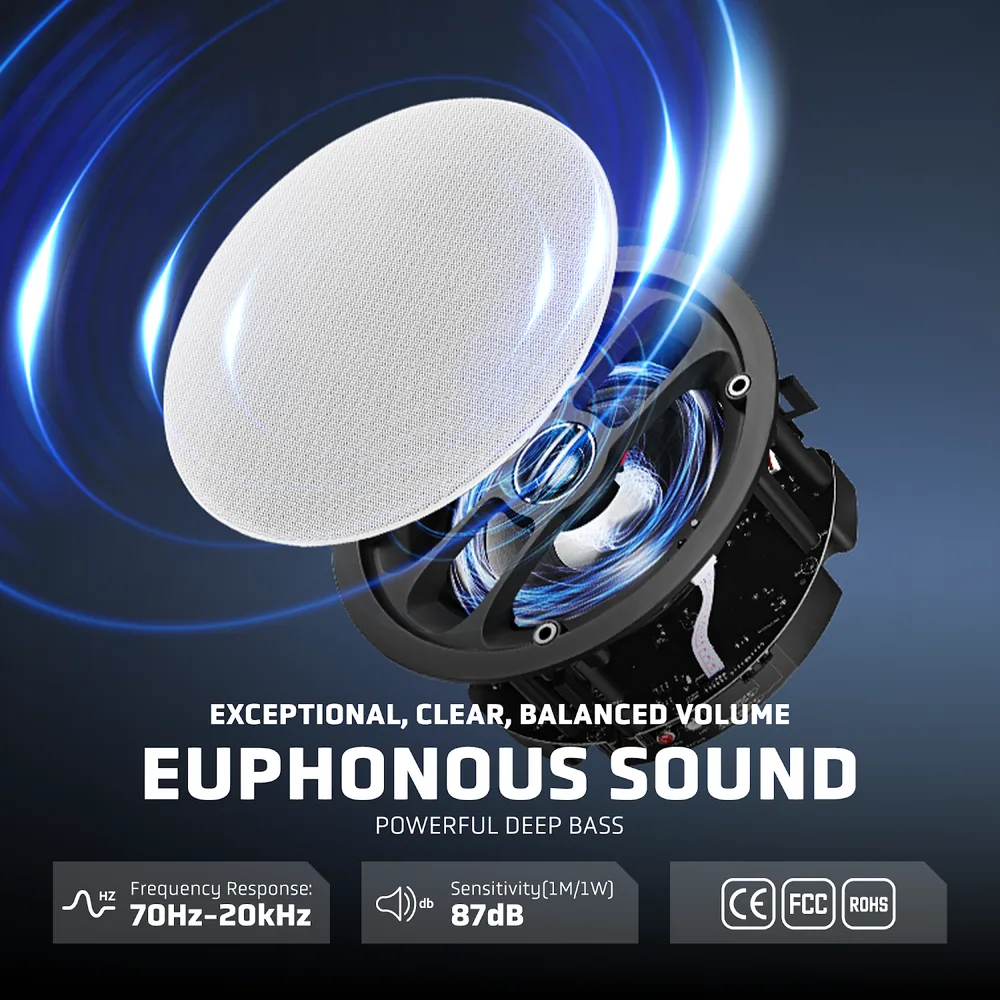 EXCEPTIONAL, CLEAR, BALANCED VOLUME
EUPHONOUS SOUND
POWERFUL DEEP BASS
HZ
Frequency Response:
70Hz-20kHz
db
Sensitivity(1M/1W)
87dB
CE FCC ROHS